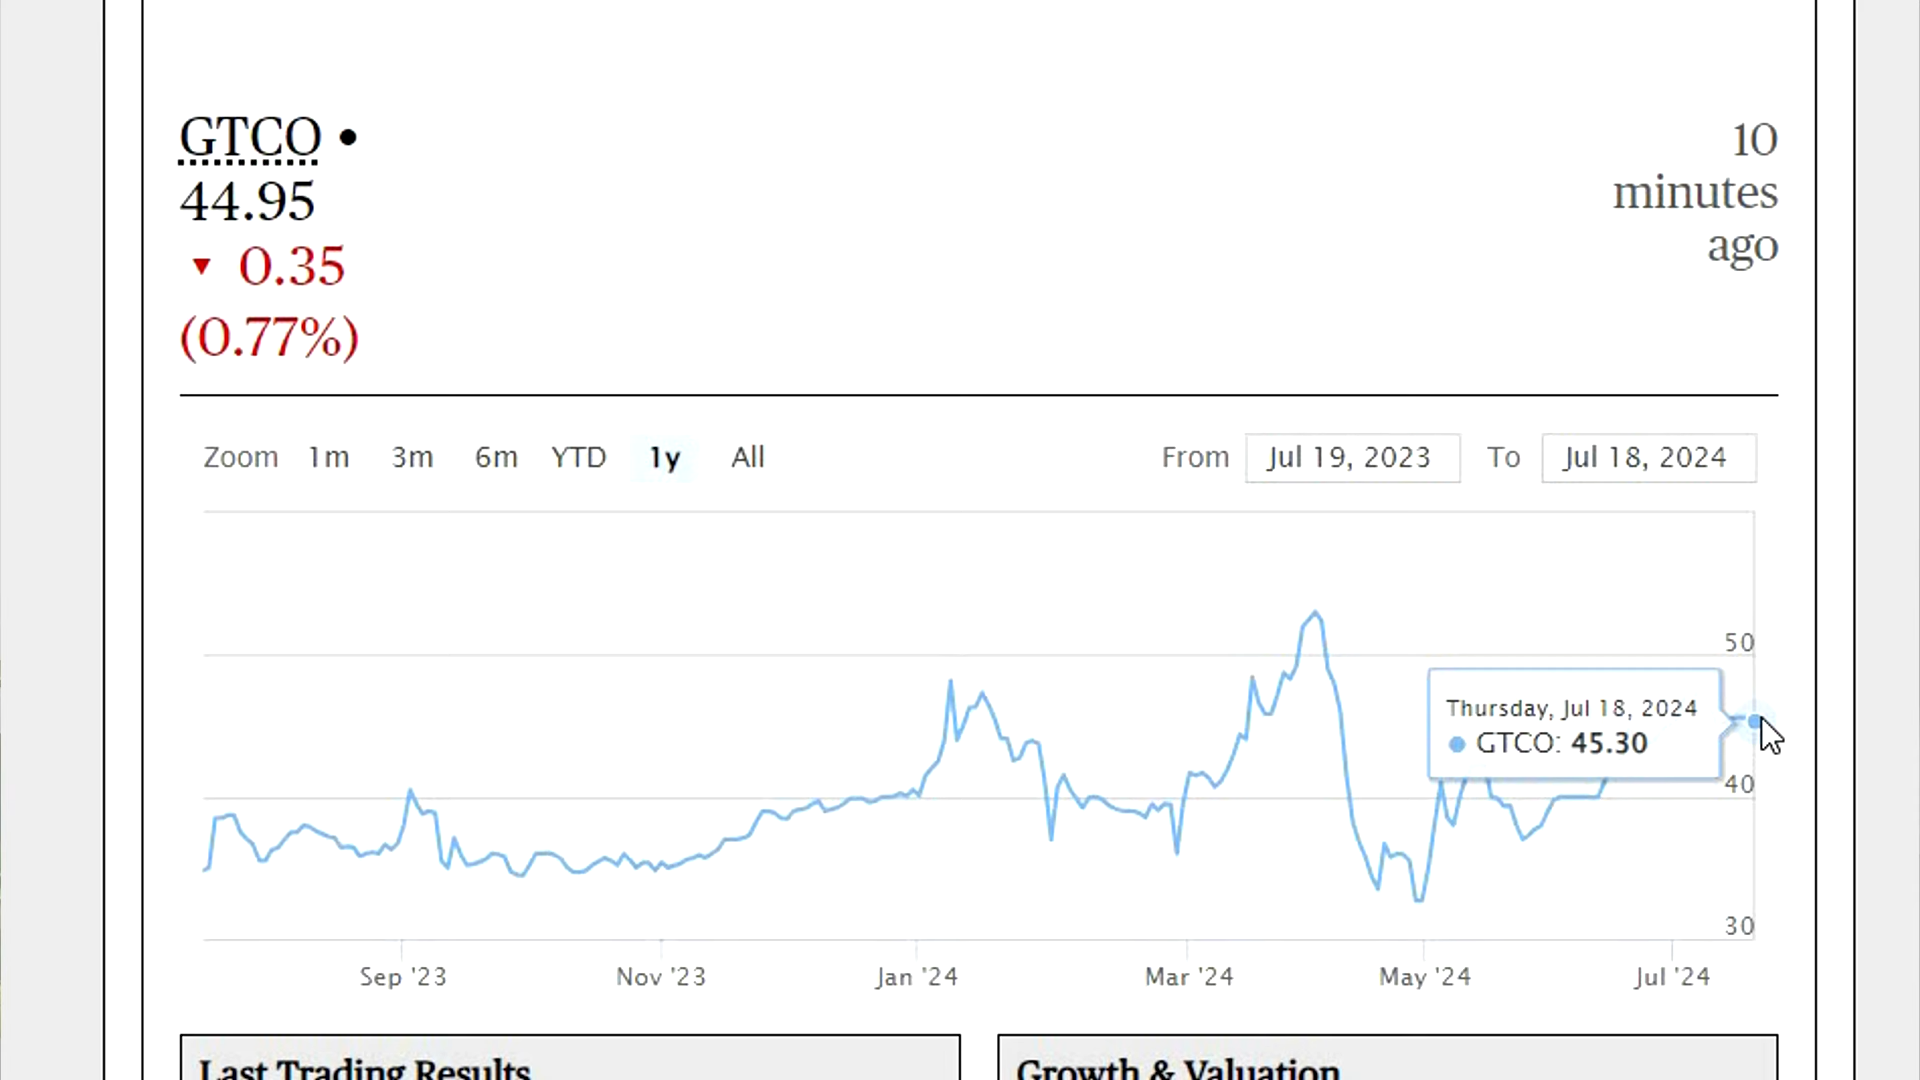 GTCO •
44.95
▼ 0.35
(0.77%)
10
minutes
ago
Zoom 1m 3m 6m YTD 1y All
From Jul 19, 2023 To Jul 18, 2024
50
Thursday, Jul 18, 2024
GTCO: 45.30
40
30
Sep '23 Nov '23 Jan '24 Mar '24 May '24 Jul '24
Last Trading Results
Growth & Valuation